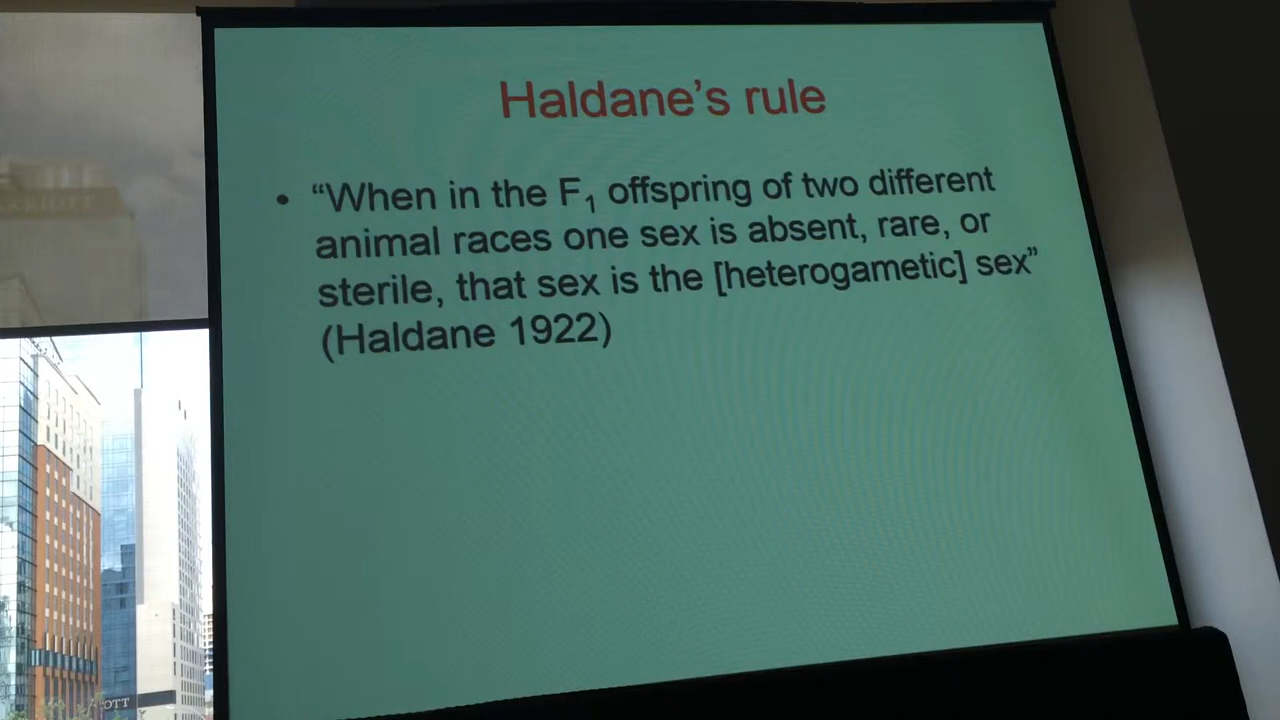 Haldane's rule
• “When in the F₁ offspring of two different
animal races one sex is absent, rare, or
sterile, that sex is the [heterogametic] sex”
(Haldane 1922)
OTT